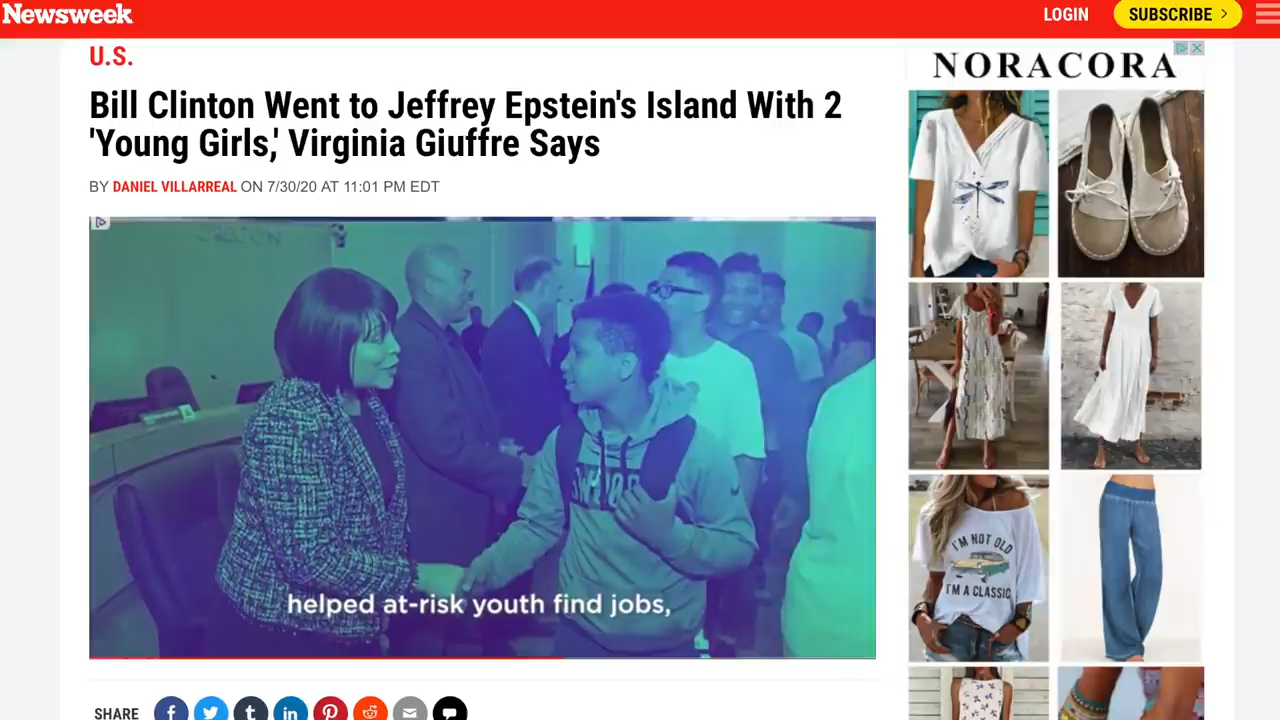 Newsweek
LOGIN
SUBSCRIBE >
U.S.
Bill Clinton Went to Jeffrey Epstein's Island With 2
'Young Girls,' Virginia Giuffre Says
BY DANIEL VILLARREAL ON 7/30/20 AT 11:01 PM EDT
helped at-risk youth find jobs,
SHARE
NORACORA
I'M NOT OLD
I'M A CLASSIC